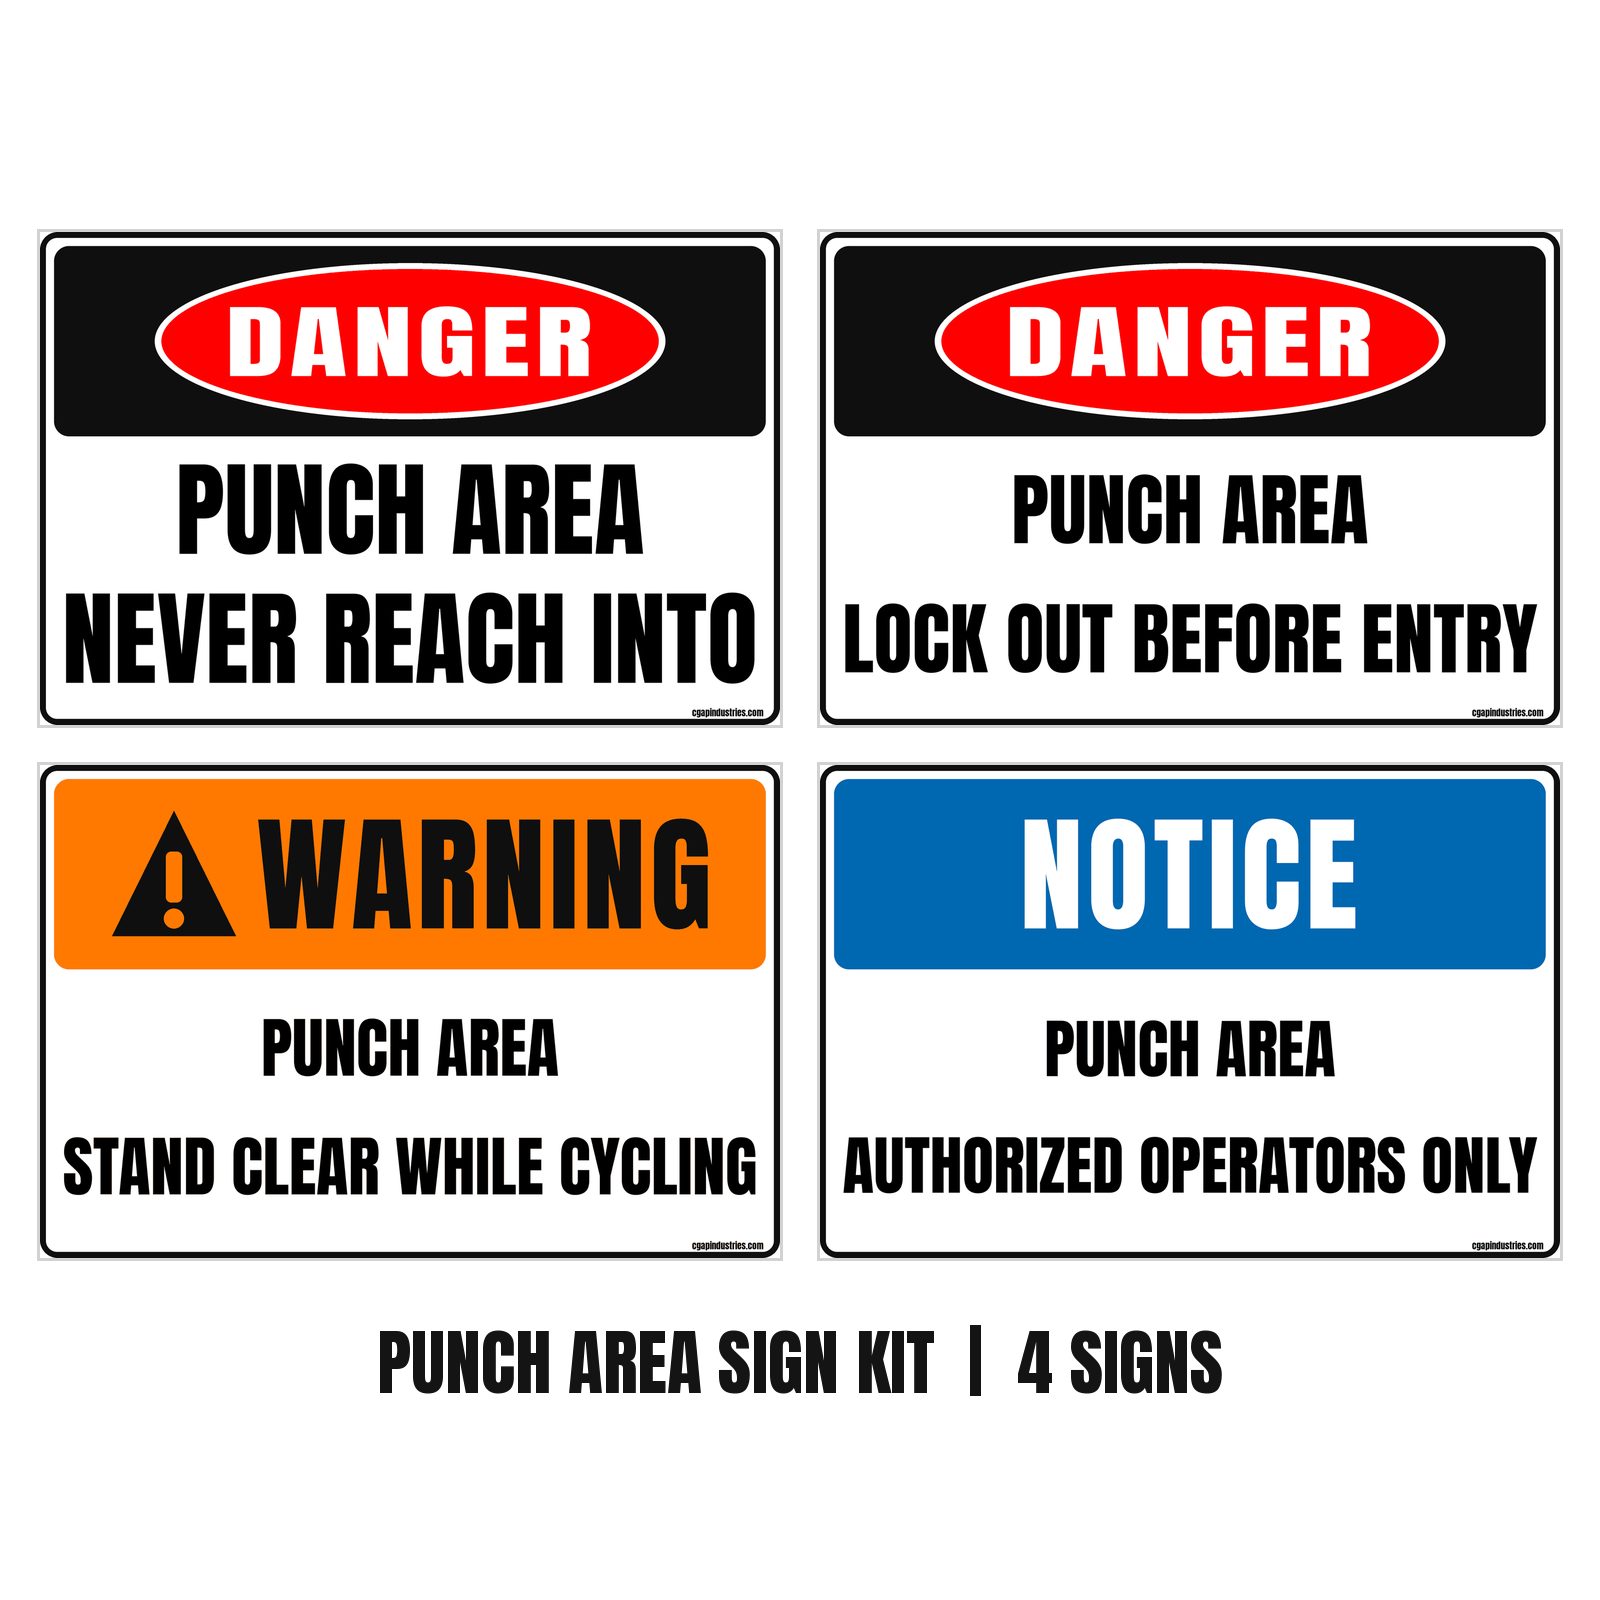 DANGER
PUNCH AREA
NEVER REACH INTO
cgapindustries.com
DANGER
PUNCH AREA
LOCK OUT BEFORE ENTRY
cgapindustries.com
WARNING
PUNCH AREA
STAND CLEAR WHILE CYCLING
cgapindustries.com
NOTICE
PUNCH AREA
AUTHORIZED OPERATORS ONLY
cgapindustries.com
PUNCH AREA SIGN KIT | 4 SIGNS